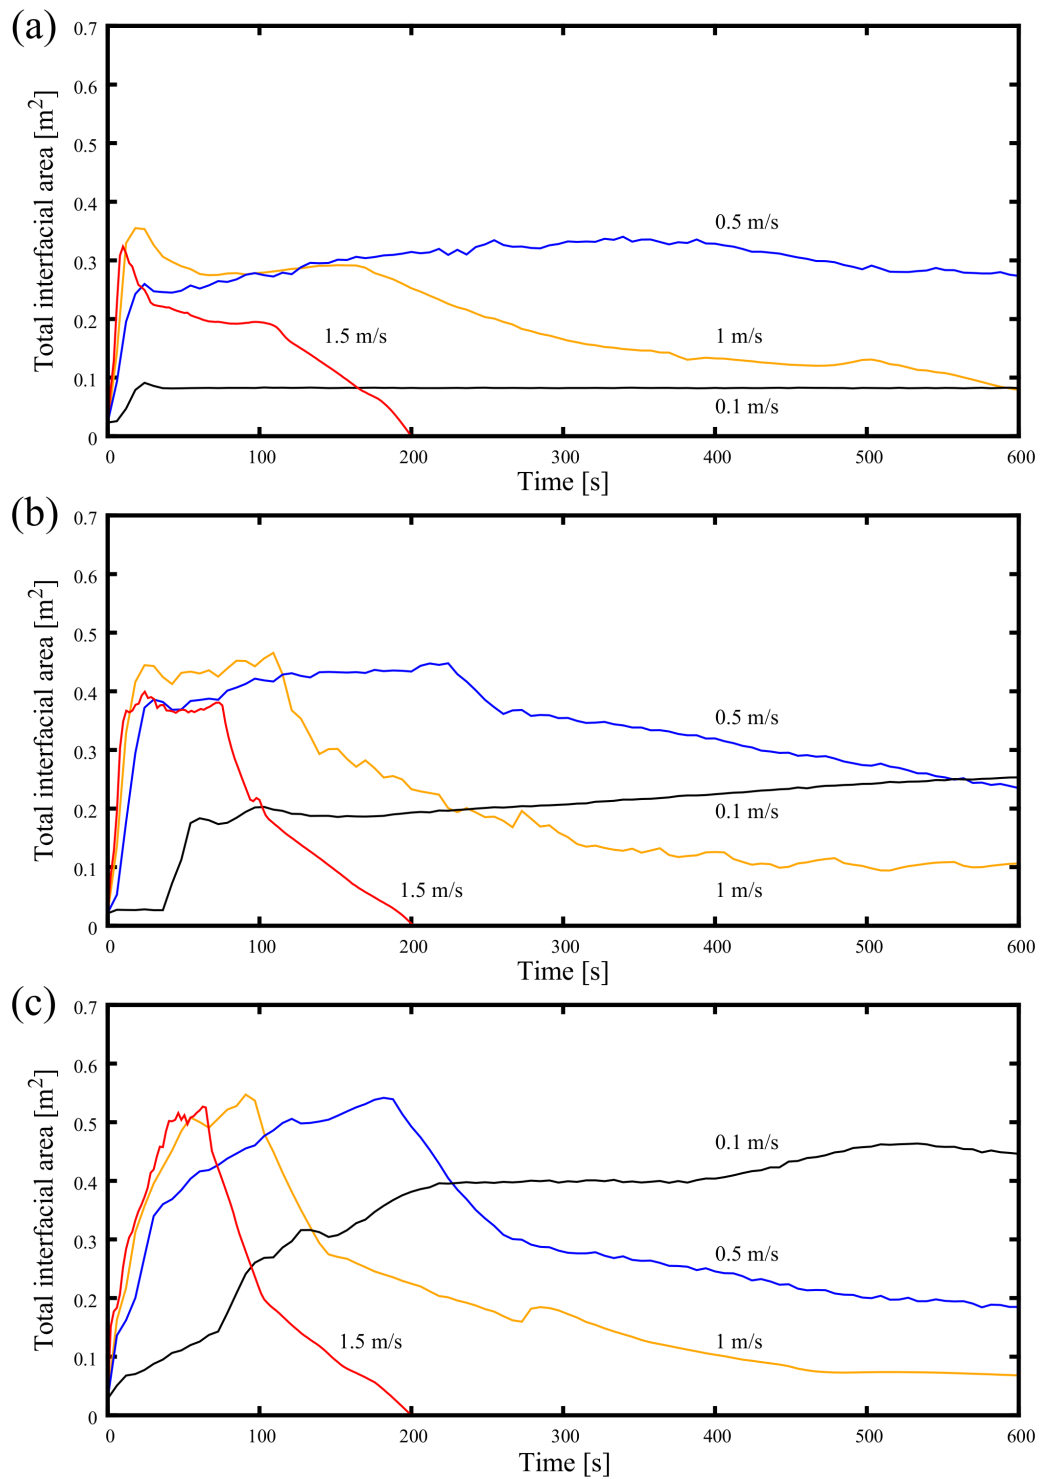 (a)
Total interfacial area [m2]
0.7
0.6
0.5
0.4
0.3
0.2
0.1
0
0.5 m/s
1.5 m/s
1 m/s
0.1 m/s
0 100 200 300 400 500 600
Time [s]
(b)
Total interfacial area [m2]
0.7
0.6
0.5
0.4
0.3
0.2
0.1
0
0.5 m/s
0.1 m/s
1.5 m/s
1 m/s
0 100 200 300 400 500 600
Time [s]
(c)
Total interfacial area [m2]
0.7
0.6
0.5
0.4
0.3
0.2
0.1
0
0.1 m/s
0.5 m/s
1.5 m/s
1 m/s
0 100 200 300 400 500 600
Time [s]